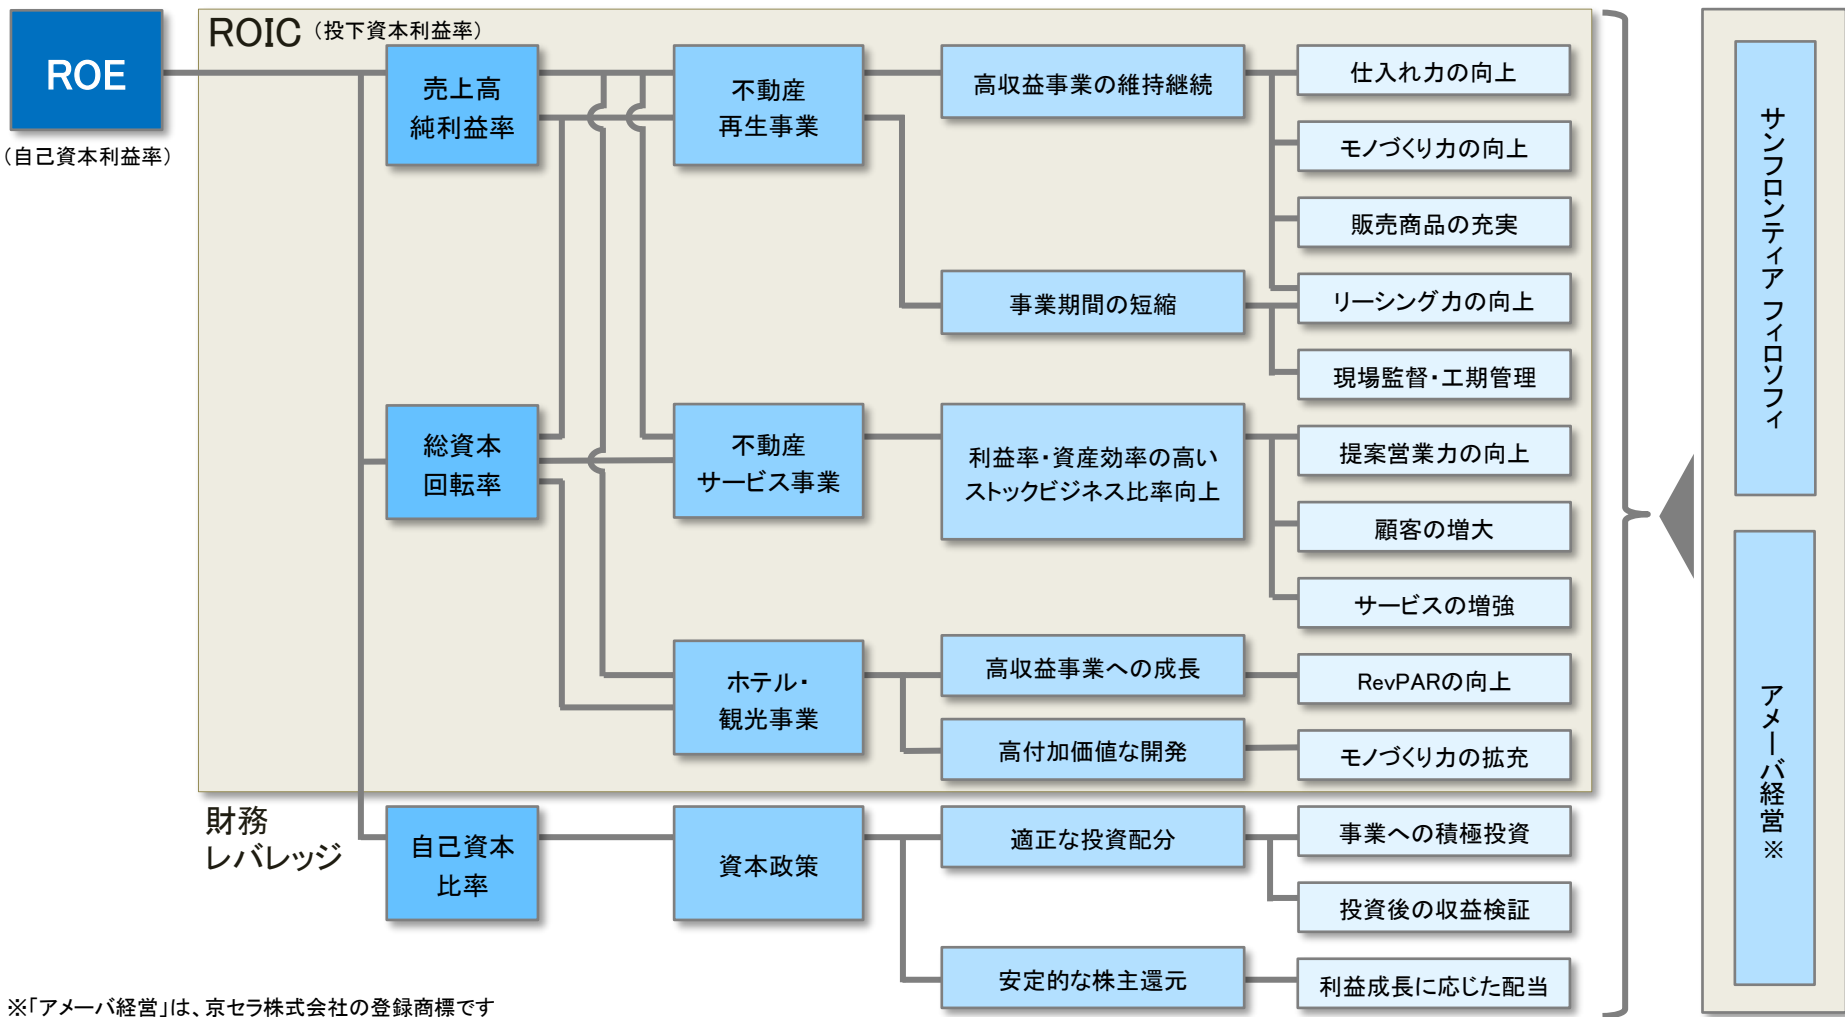 ROE
(自己資本利益率)
ROIC (投下資本利益率)
売上高
純利益率
総資本
回転率
不動産
再生事業
不動産
サービス事業
ホテル・
観光事業
高収益事業の維持継続
事業期間の短縮
利益率・資産効率の高い
ストックビジネス比率向上
高収益事業への成長
高付加価値な開発
仕入れ力の向上
モノづくり力の向上
販売商品の充実
リーシング力の向上
現場監督・工期管理
提案営業力の向上
顧客の増大
サービスの増強
RevPARの向上
モノづくり力の拡充
財務
レバレッジ
自己資本
比率
資本政策
適正な投資配分
安定的な株主還元
事業への積極投資
投資後の収益検証
利益成長に応じた配当
サンフロンティア フィロソフィ
アメーバ経営※
※「アメーバ経営」は、京セラ株式会社の登録商標です